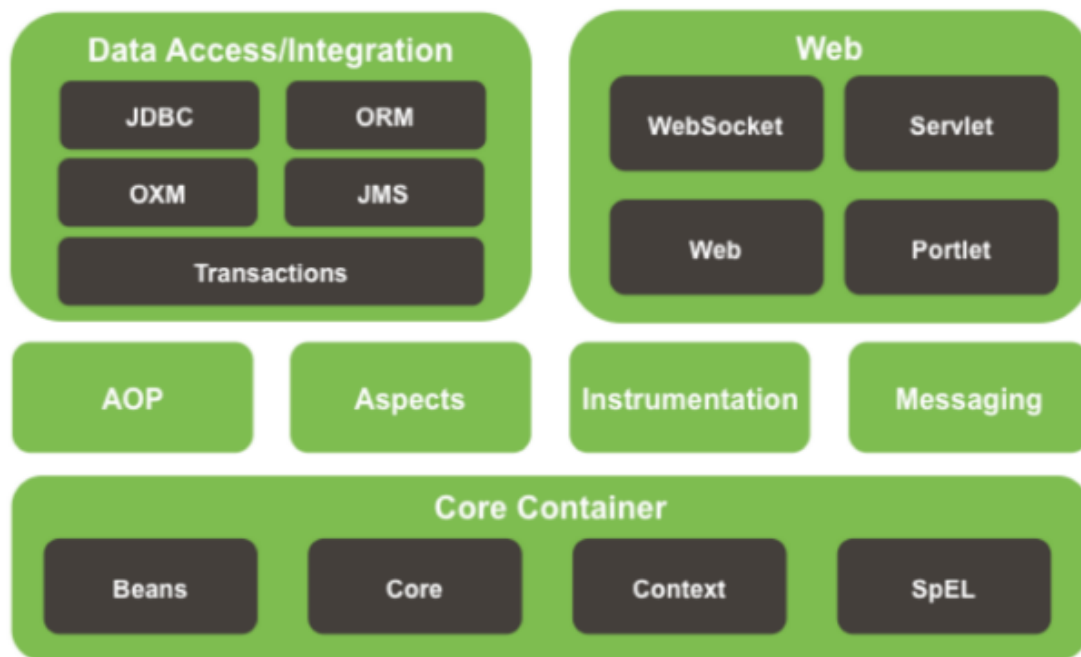 Data Access/Integration
JDBC
ORM
OXM
JMS
Transactions
Web
WebSocket
Servlet
Web
Portlet
AOP
Aspects
Instrumentation
Messaging
Core Container
Beans
Core
Context
SpEL